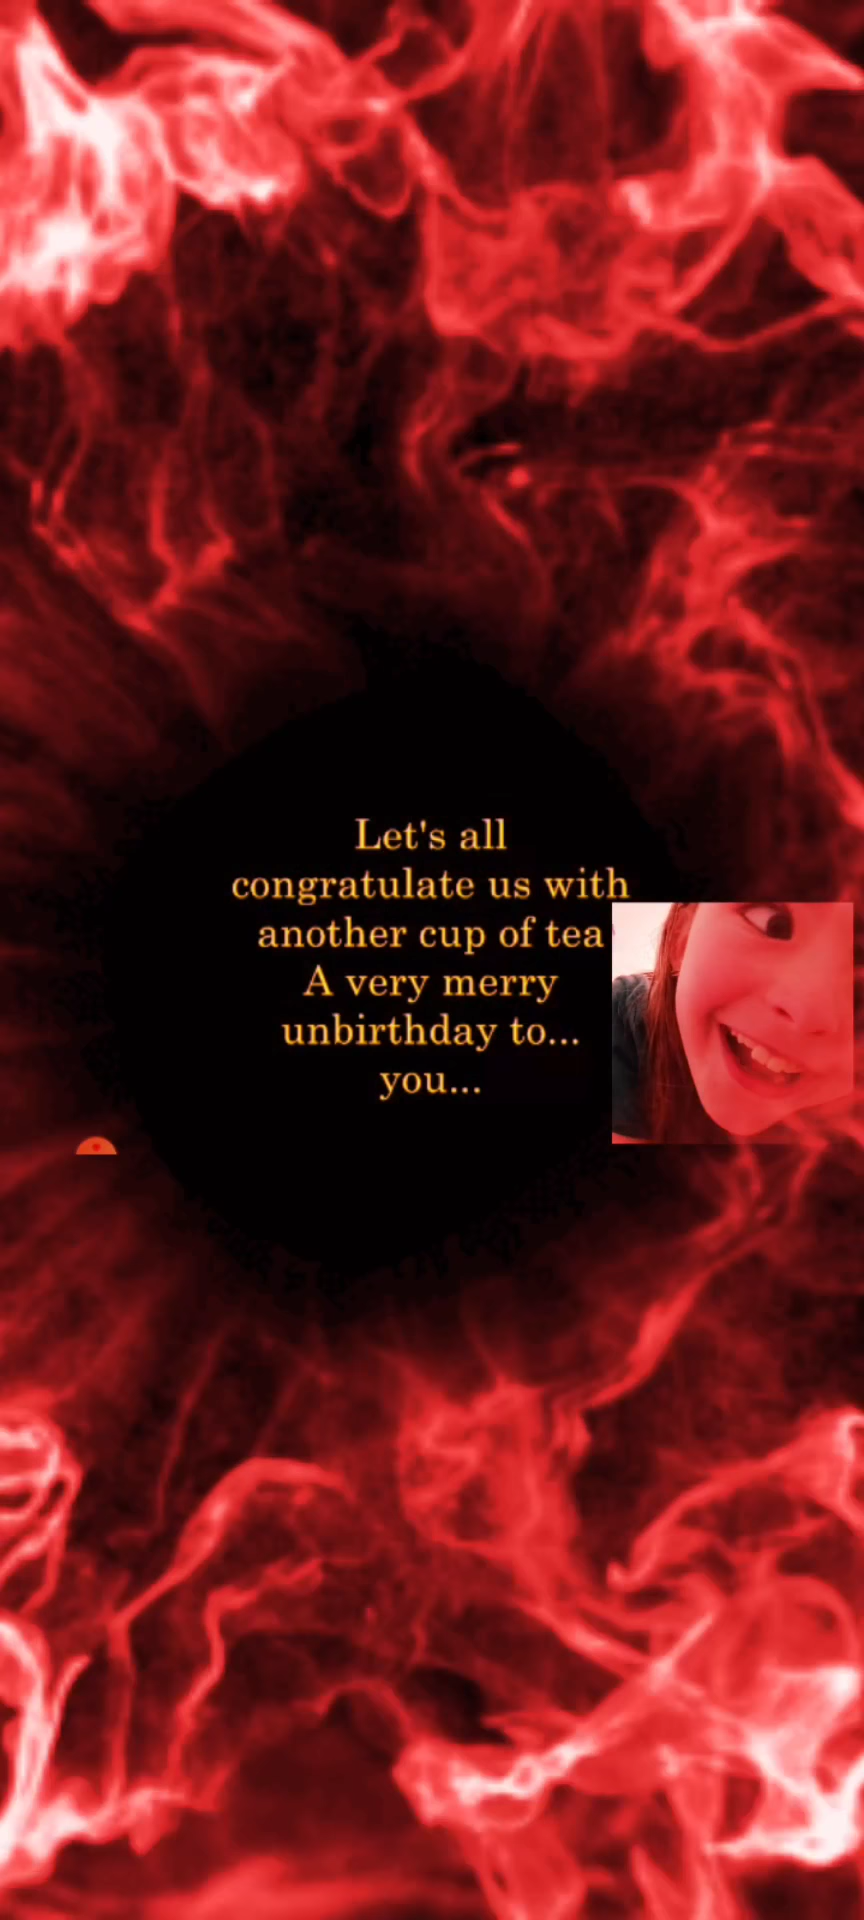 Let's all
congratulate us with
another cup of tea
A very merry
unbirthday to...
you...